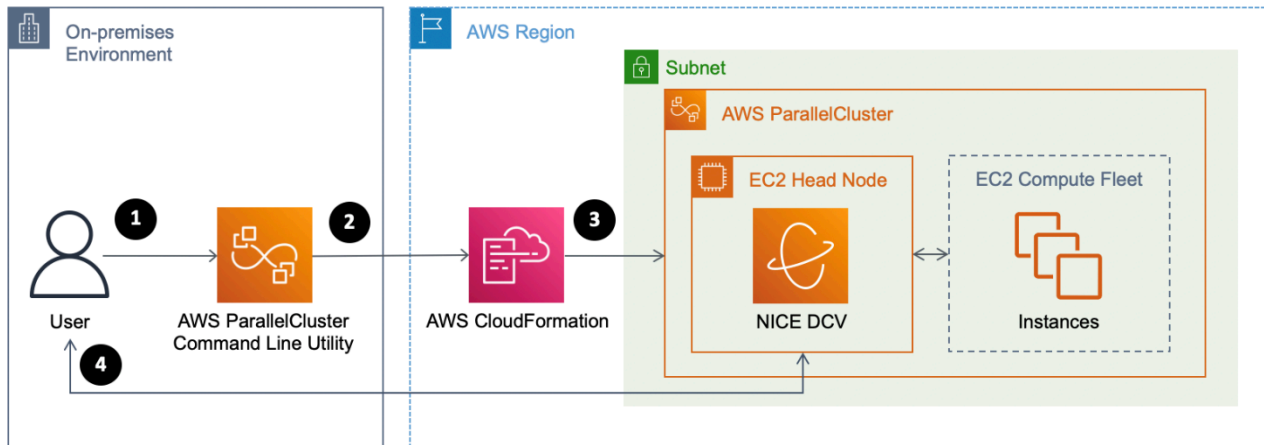 On-premises
Environment
AWS Region
Subnet
AWS ParallelCluster
EC2 Head Node
EC2 Compute Fleet
1
2
3
User
AWS ParallelCluster
Command Line Utility
AWS CloudFormation
NICE DCV
Instances
4